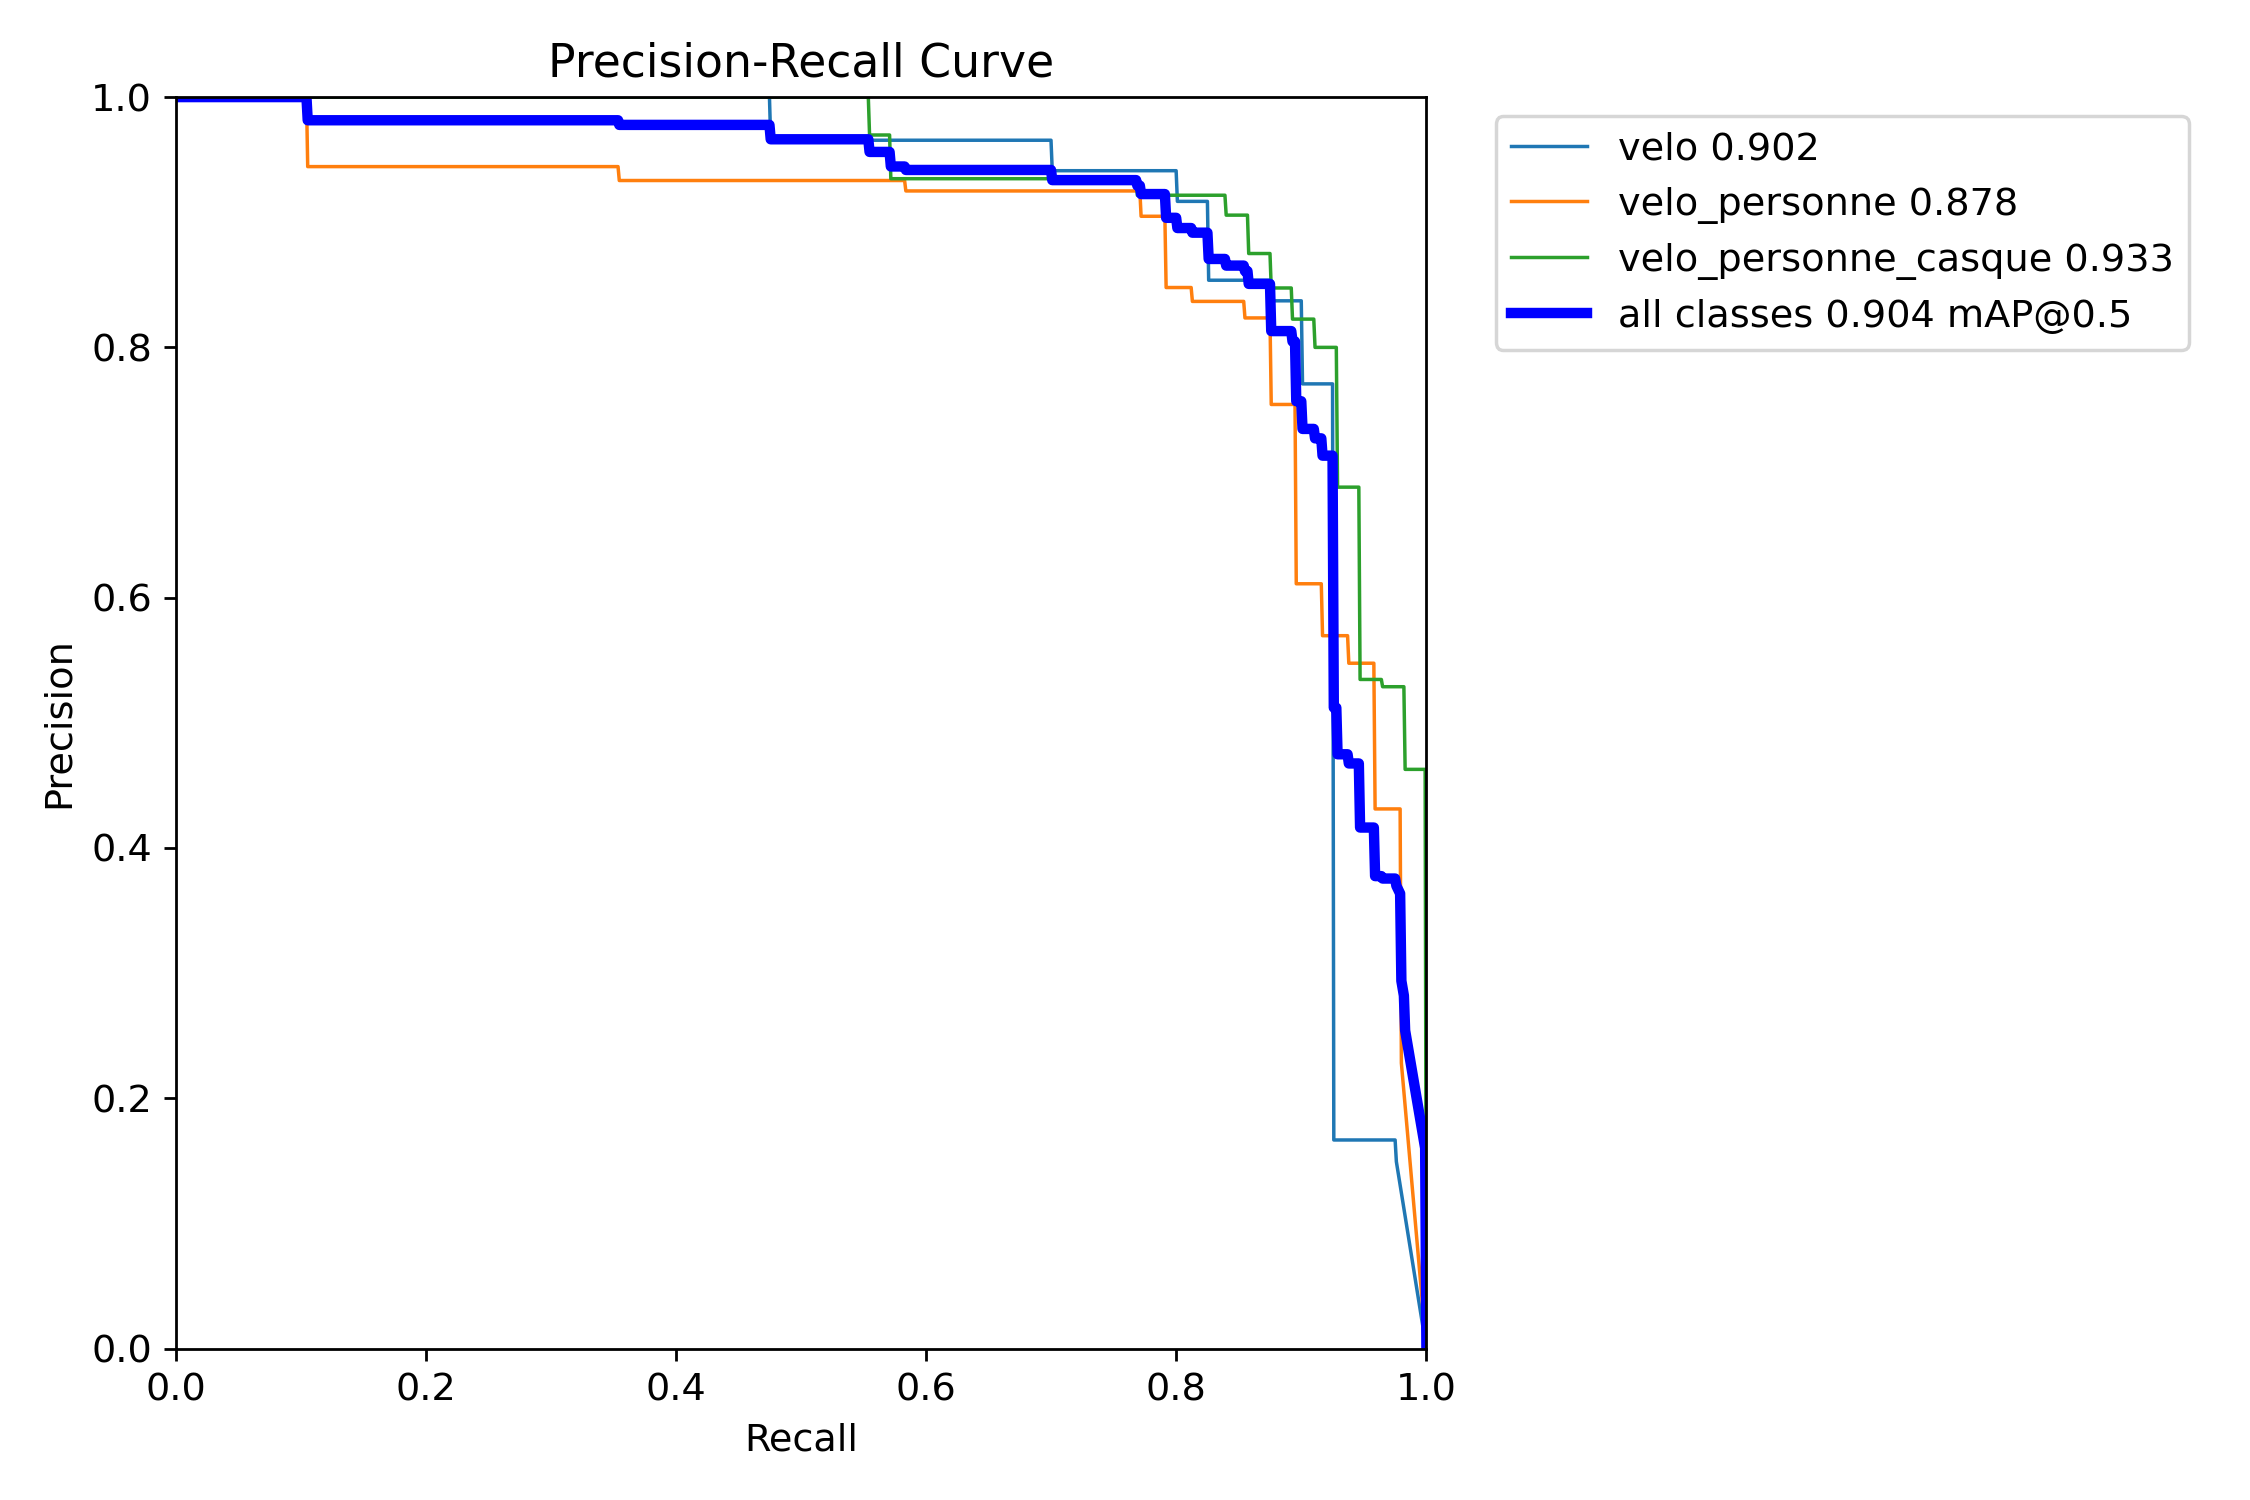 Precision-Recall Curve
1.0
0.8
0.6
0.4
0.2
0.0
Precision
0.0 0.2 0.4 0.6 0.8 1.0
Recall
velo 0.902
velo_personne 0.878
velo_personne_casque 0.933
all classes 0.904 mAP@0.5